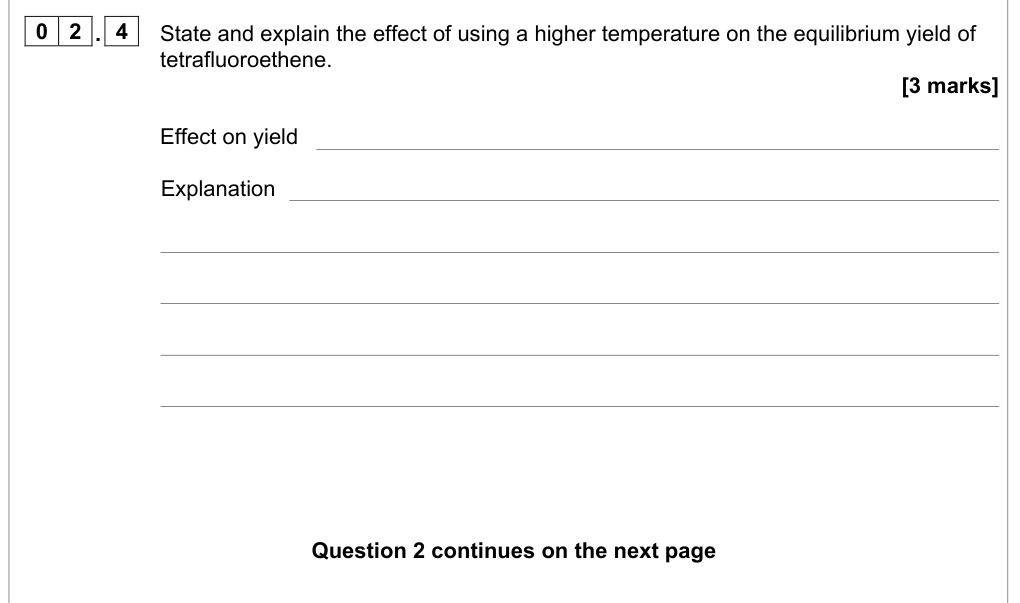 0 2 . 4 State and explain the effect of using a higher temperature on the equilibrium yield of
tetrafluoroethene.
[3 marks]
Effect on yield
Explanation
Question 2 continues on the next page